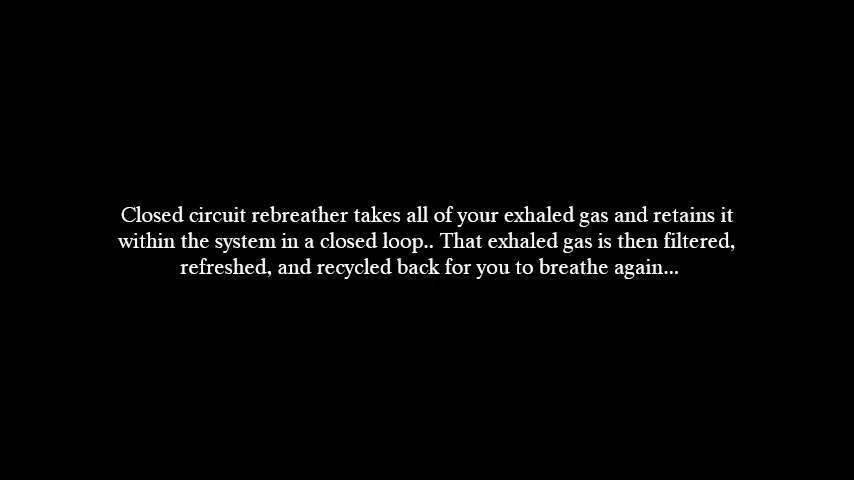 Closed circuit rebreather takes all of your exhaled gas and retains it
within the system in a closed loop.. That exhaled gas is then filtered,
refreshed, and recycled back for you to breathe again...